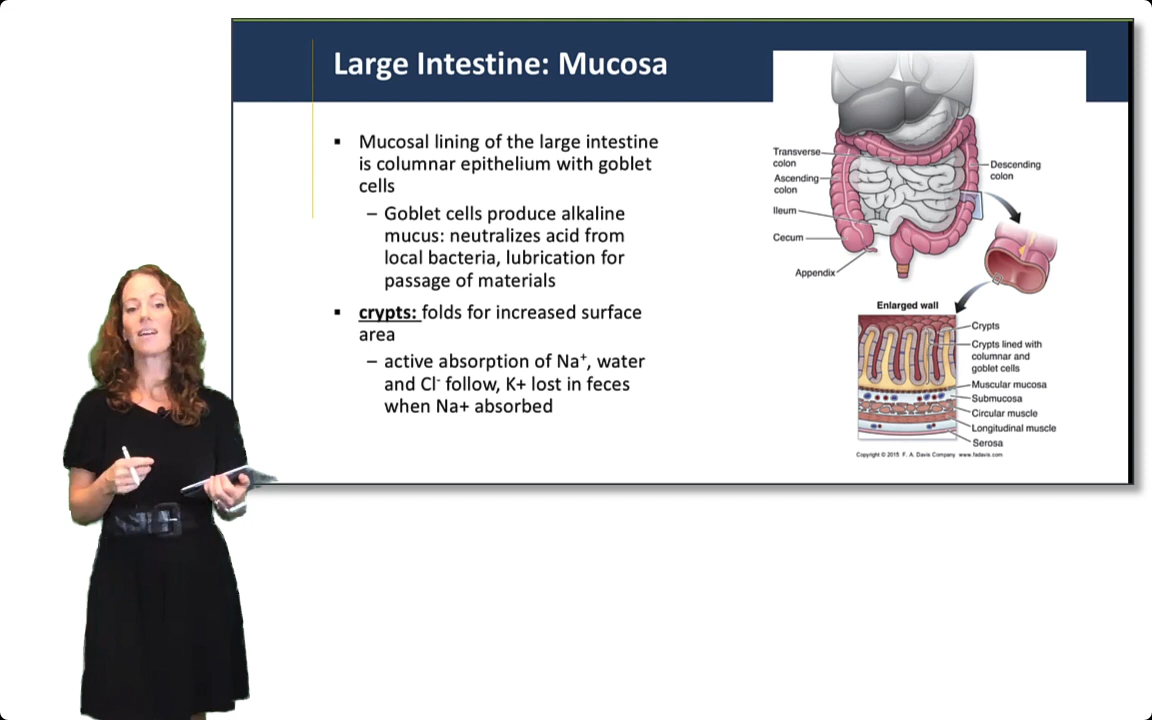 Large Intestine: Mucosa
▪ Mucosal lining of the large intestine
is columnar epithelium with goblet
cells
– Goblet cells produce alkaline
mucus: neutralizes acid from
local bacteria, lubrication for
passage of materials
▪ crypts: folds for increased surface
area
– active absorption of Na⁺, water
and Cl⁻ follow, K+ lost in feces
when Na+ absorbed
Transverse
colon
Ascending
colon
Ileum
Cecum
Appendix
Descending
colon
Enlarged wall
Crypts
Crypts lined with
columnar and
goblet cells
Muscular mucosa
Submucosa
Circular muscle
Longitudinal muscle
Serosa
Copyright © 2015 F. A. Davis Company www.fadavis.com